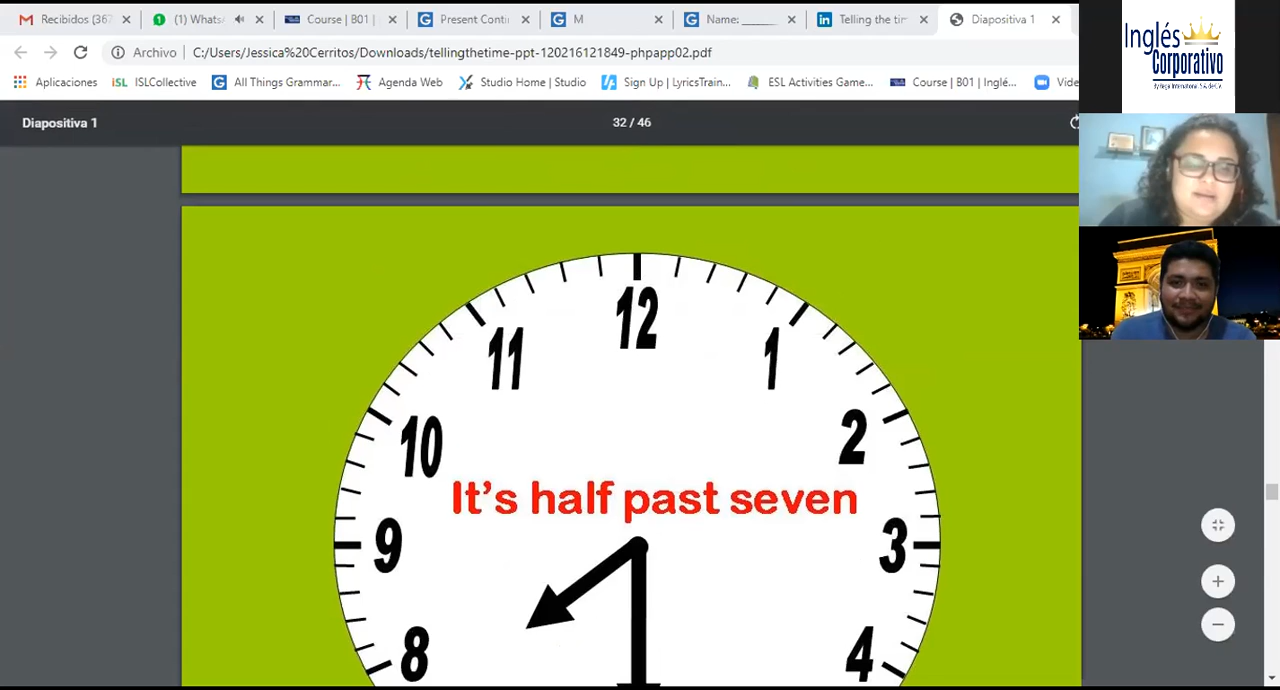 Recibidos (367
(1) Whats
Course | B01 |
Present Conti
M
Name: ______
Telling the tim
Diapositiva 1
Archivo
C:/Users/Jessica%20Cerritos/Downloads/tellingthetime-ppt-120216121849-phpapp02.pdf
Aplicaciones
ISLCollective
All Things Grammar...
Agenda Web
Studio Home | Studio
Sign Up | LyricsTrain...
ESL Activities Game...
Course | B01 | Inglé...
Vide
Diapositiva 1
32 / 46
Inglés
Corporativo
12
11
1
10
2
It's half past seven
9
3
8
4